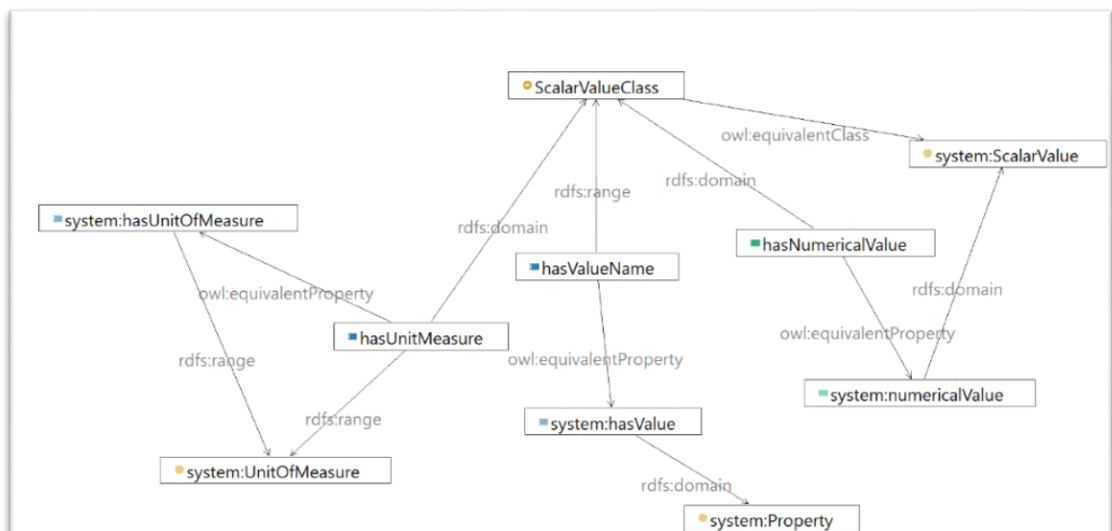 ScalarValueClass
owl:equivalentClass
system:ScalarValue
rdfs:domain
rdfs:range
system:hasUnitOfMeasure
rdfs:domain
hasNumericalValue
hasValueName
rdfs:domain
owl:equivalentProperty
hasUnitMeasure
owl:equivalentProperty
rdfs:range
owl:equivalentProperty
system:numericalValue
rdfs:range
system:hasValue
system:UnitOfMeasure
rdfs:domain
system:Property